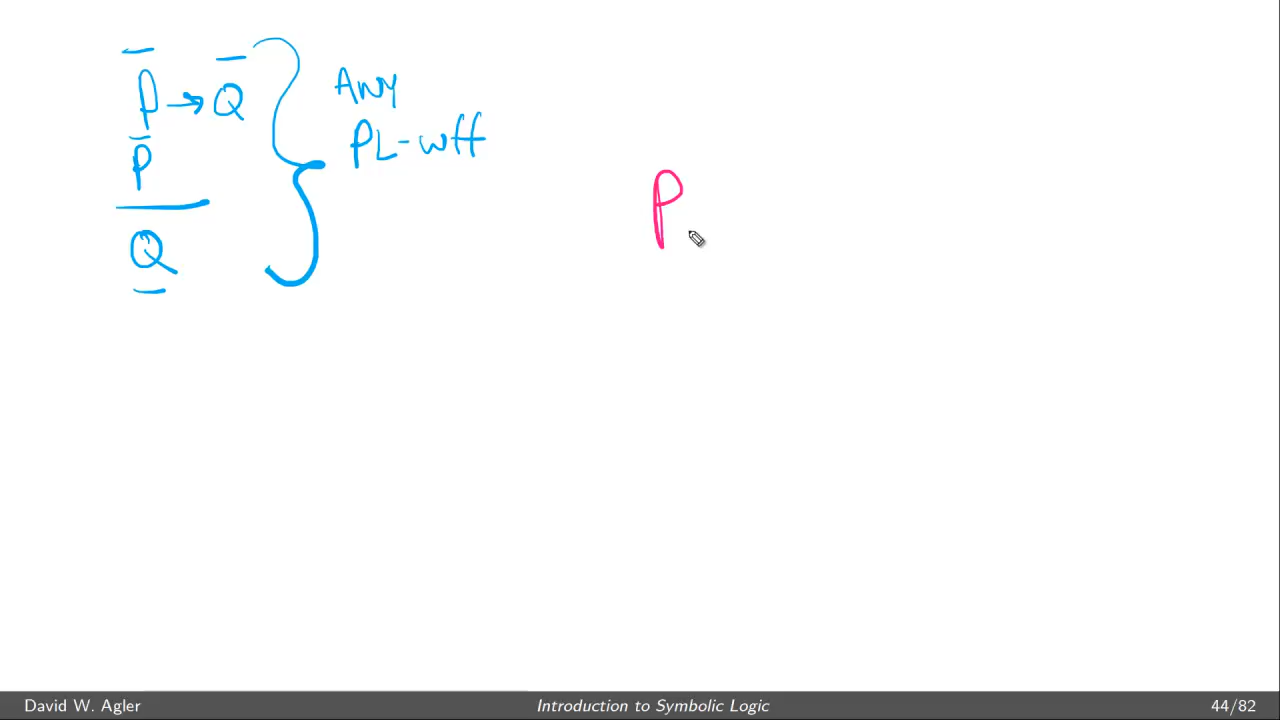 P → Q
P
Q
Any
PL-wff
P
David W. Agler
Introduction to Symbolic Logic
44/82